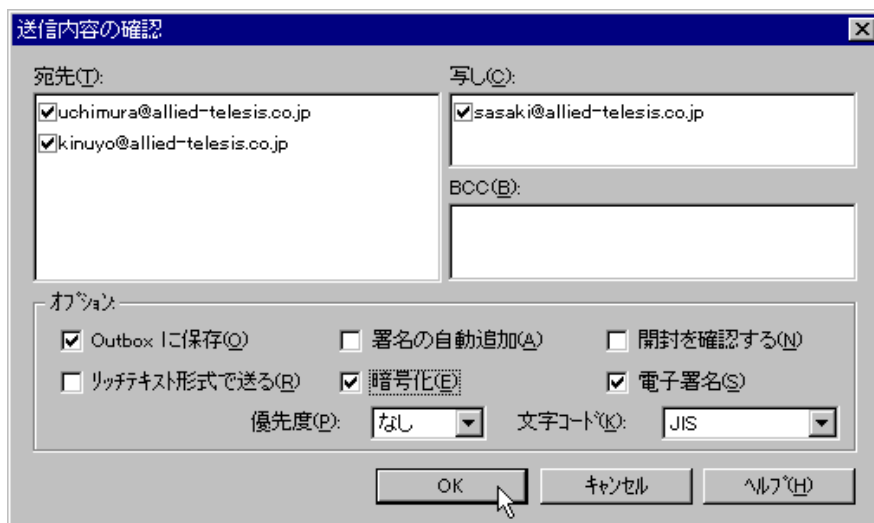 送信内容の確認
宛先(T):
uchimura@allied-telesis.co.jp
kinuyo@allied-telesis.co.jp
写し(C):
sasaki@allied-telesis.co.jp
BCC(B):
ｵﾌﾟｼｮﾝ:
Outbox に保存(O)
署名の自動追加(A)
開封を確認する(N)
ﾘｯﾁﾃｷｽﾄ形式で送る(R)
暗号化(E)
電子署名(S)
優先度(P): なし 文字ｺｰﾄﾞ(K): JIS
OK ｷｬﾝｾﾙ ﾍﾙﾌﾟ(H)